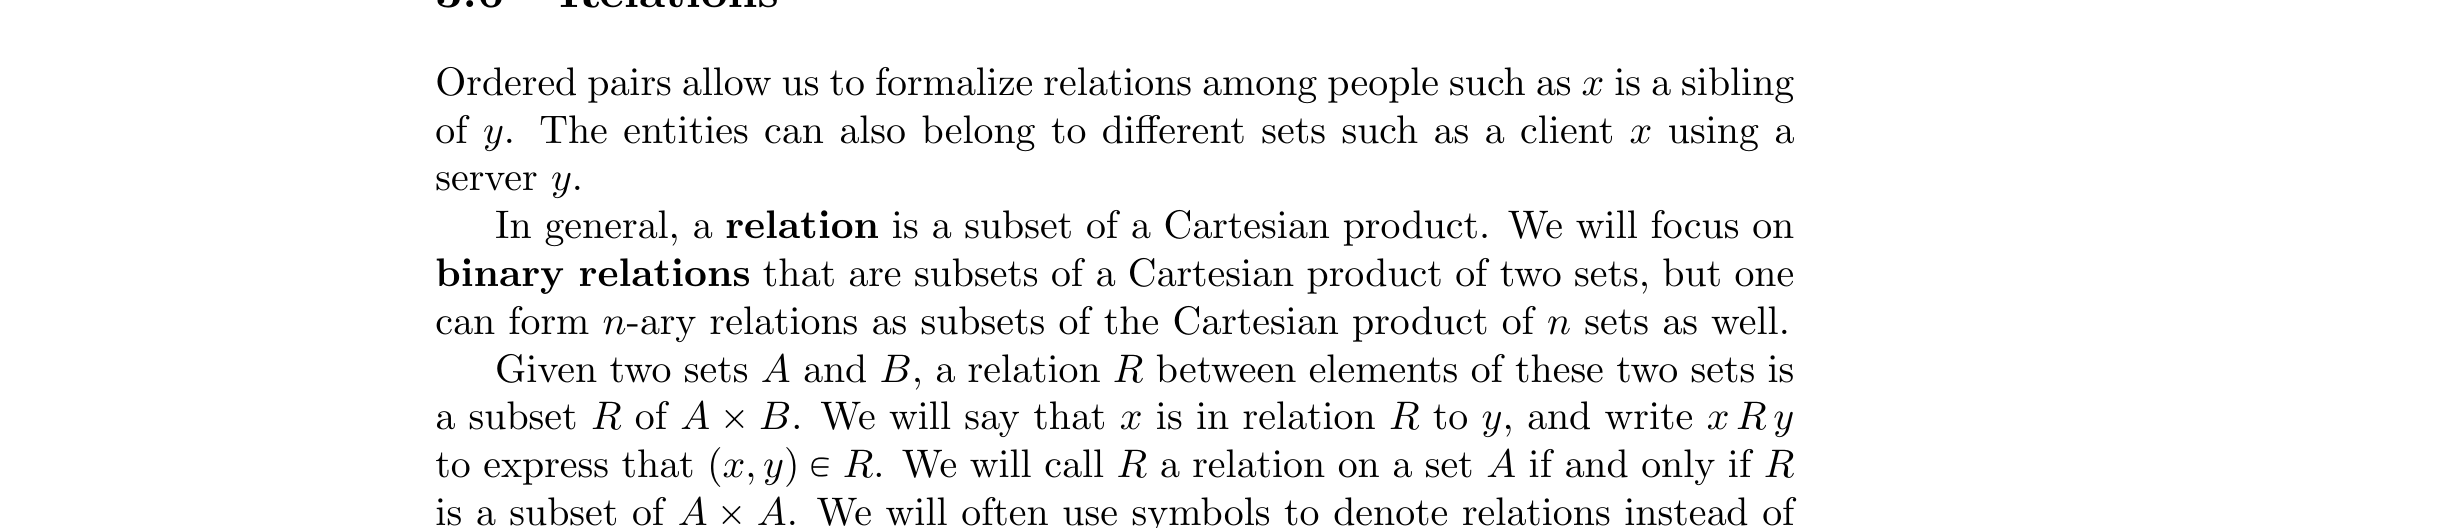 3.6 Relations
Ordered pairs allow us to formalize relations among people such as x is a sibling
of y. The entities can also belong to different sets such as a client x using a
server y.
In general, a relation is a subset of a Cartesian product. We will focus on
binary relations that are subsets of a Cartesian product of two sets, but one
can form n-ary relations as subsets of the Cartesian product of n sets as well.
Given two sets A and B, a relation R between elements of these two sets is
a subset R of A × B. We will say that x is in relation R to y, and write x R y
to express that (x, y) ∈ R. We will call R a relation on a set A if and only if R
is a subset of A × A. We will often use symbols to denote relations instead of